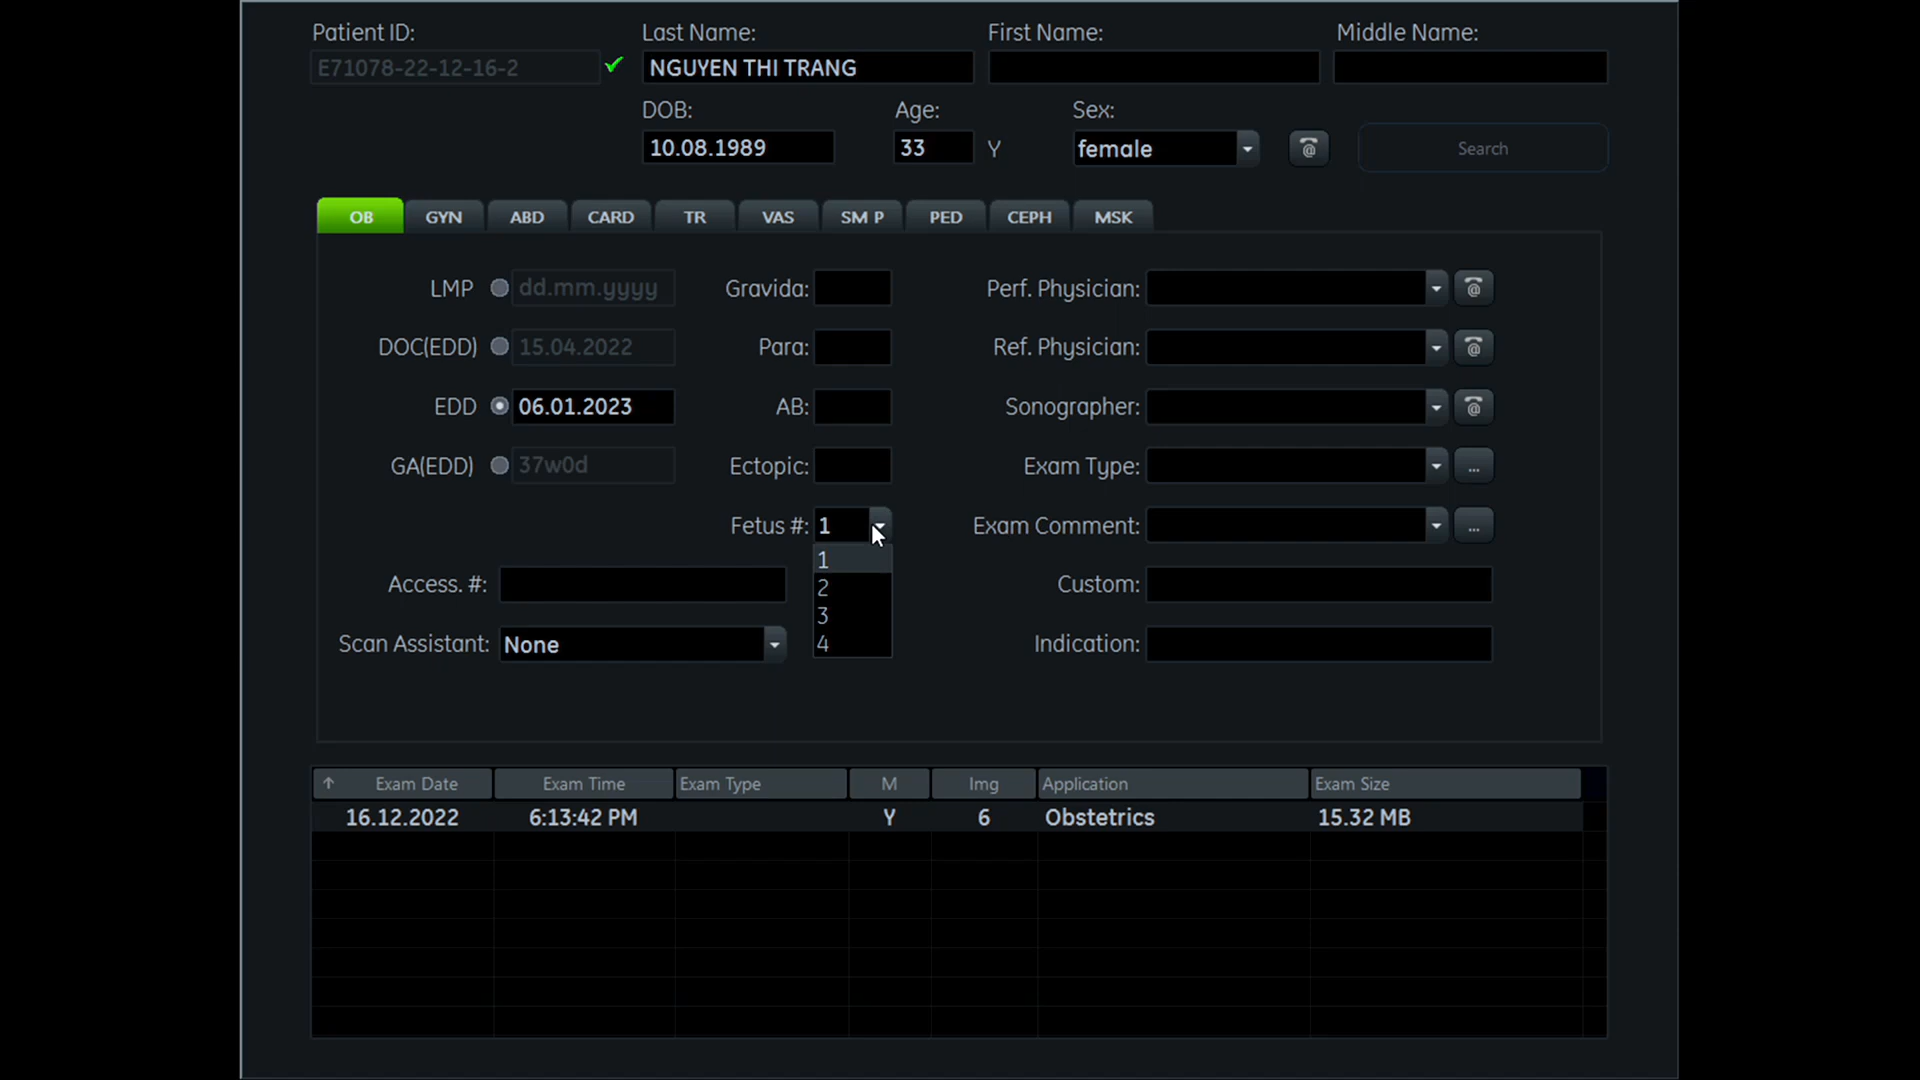 Patient ID: Last Name: First Name: Middle Name:
E71078-22-12-16-2 NGUYEN THI TRANG
DOB: Age: Sex:
10.08.1989 33 Y female Search
OB GYN ABD CARD TR VAS SM P PED CEPH MSK
LMP dd.mm.yyyy Gravida: Perf. Physician:
DOC(EDD) 15.04.2022 Para: Ref. Physician:
EDD 06.01.2023 AB: Sonographer:
GA(EDD) 37w0d Ectopic: Exam Type: ...
Fetus #: 1 Exam Comment: ...
1
2
3
4
Access. #: Custom:
Scan Assistant: None Indication:
Exam Date Exam Time Exam Type M Img Application Exam Size
16.12.2022 6:13:42 PM Y 6 Obstetrics 15.32 MB